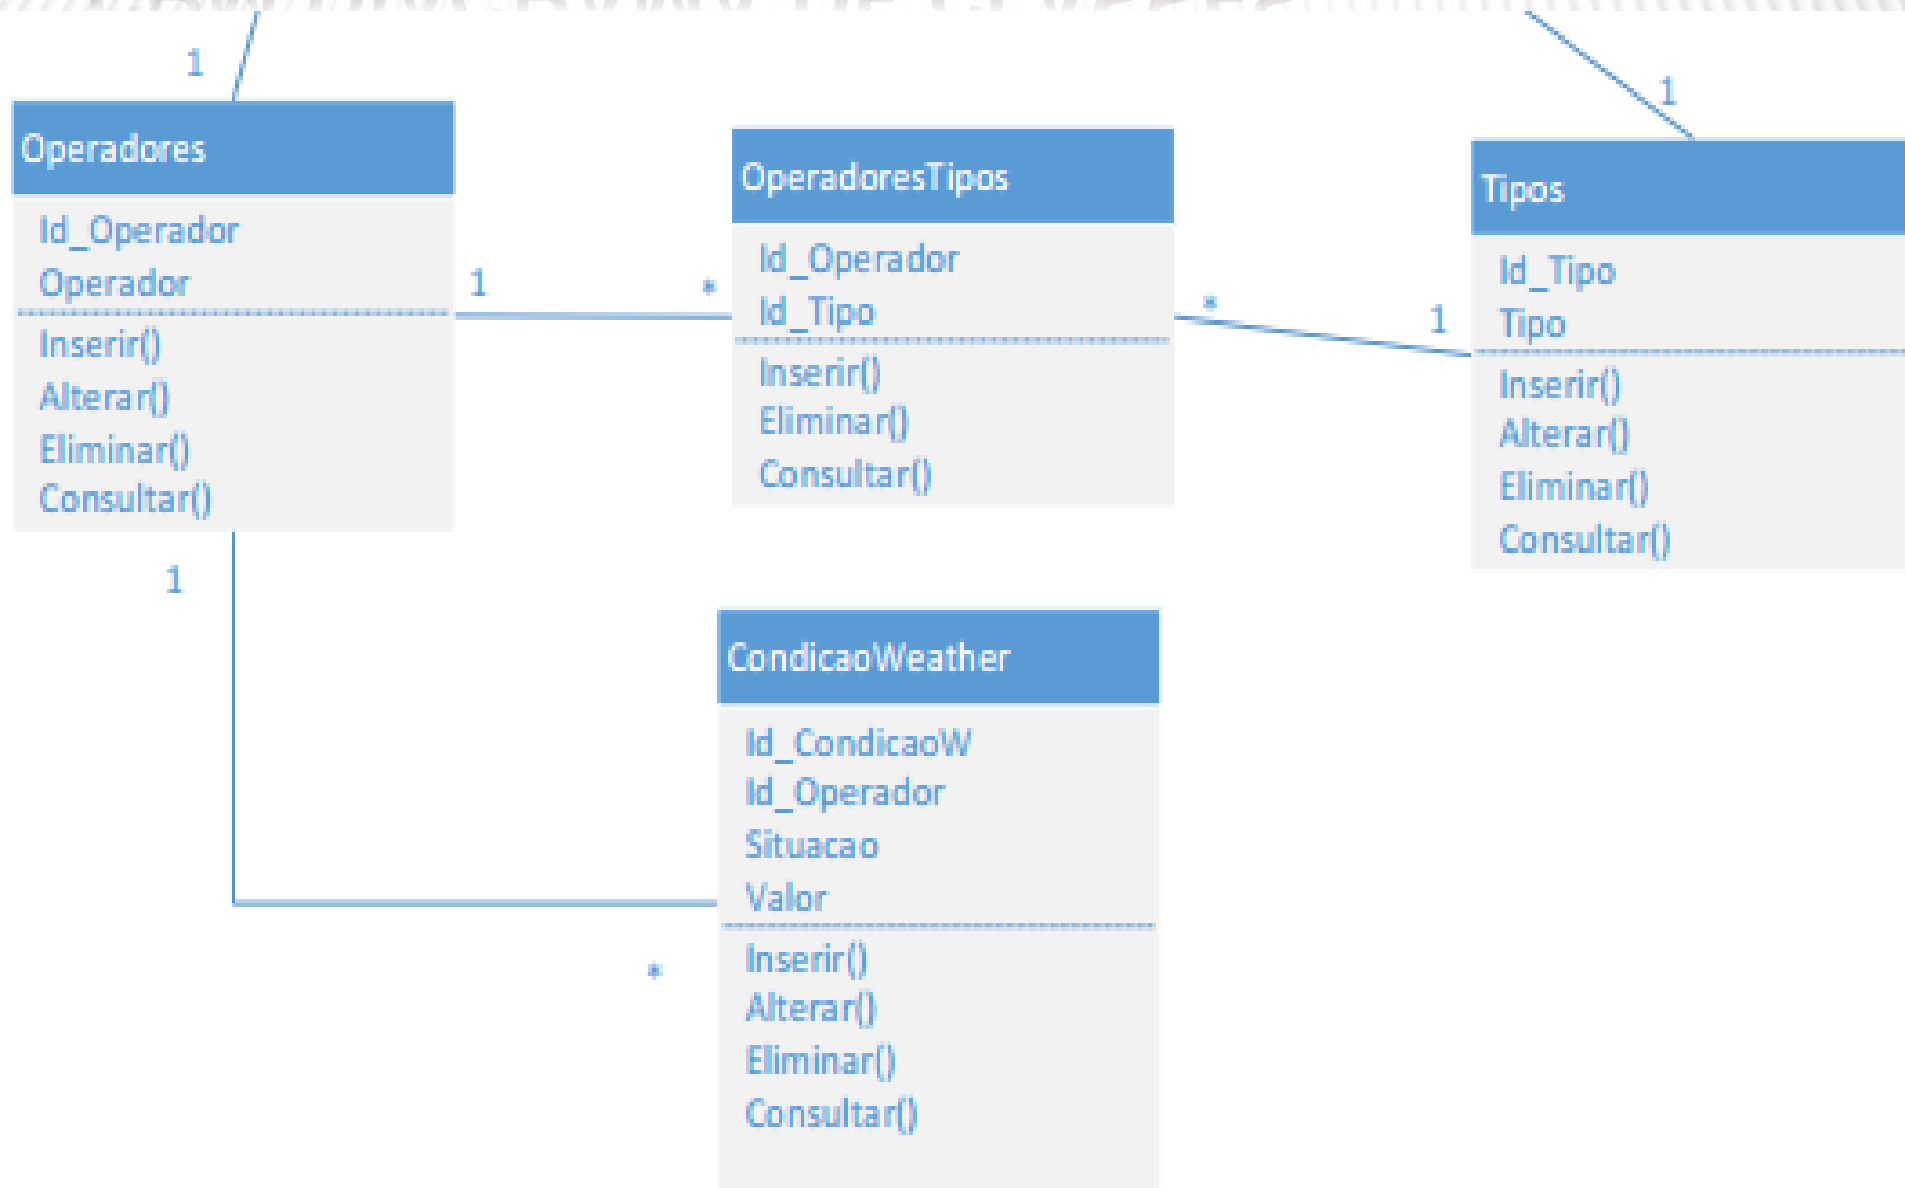 1
1
Operadores
Id_Operador
Operador
Inserir()
Alterar()
Eliminar()
Consultar()
1
*
OperadoresTipos
Id_Operador
Id_Tipo
Inserir()
Eliminar()
Consultar()
*
1
Tipos
Id_Tipo
Tipo
Inserir()
Alterar()
Eliminar()
Consultar()
1
*
CondicaoWeather
Id_CondicaoW
Id_Operador
Situacao
Valor
Inserir()
Alterar()
Eliminar()
Consultar()